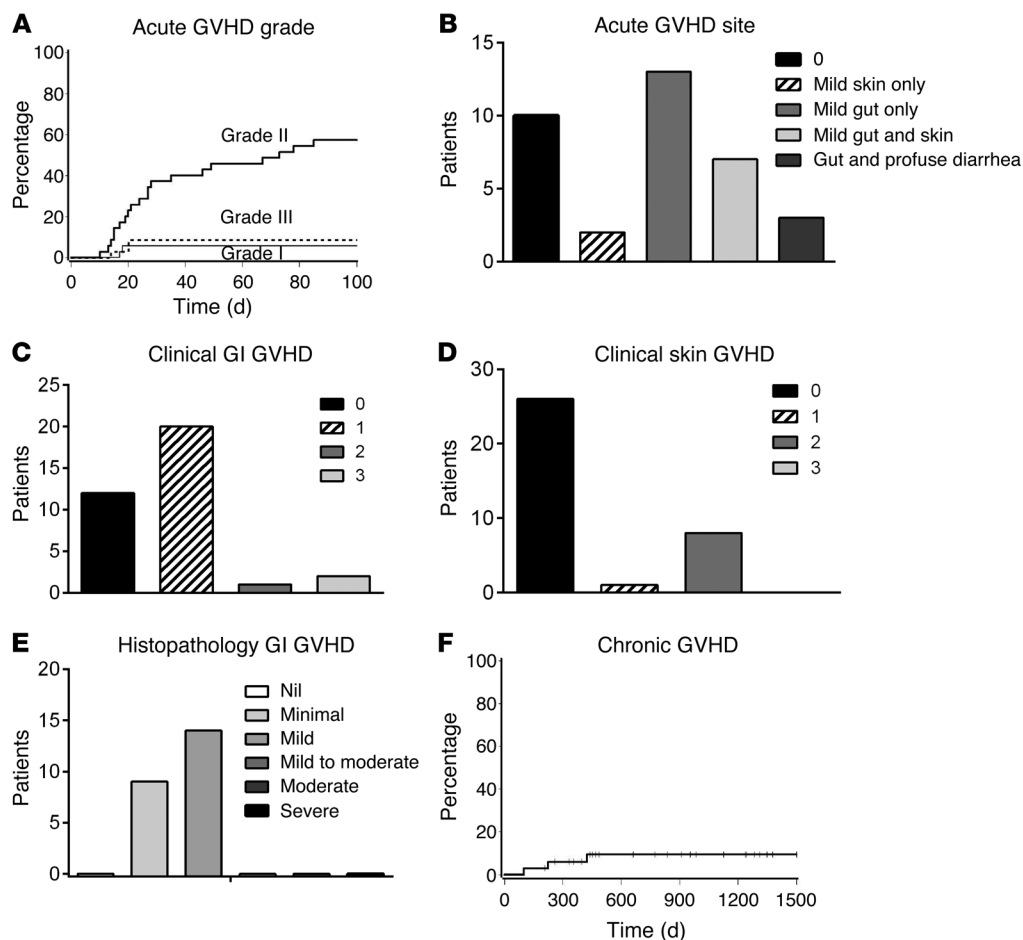 A
Acute GVHD grade
100
80
60
40
20
0
Percentage
Grade II
Grade III
Grade I
0 20 40 60 80 100
Time (d)
B
Acute GVHD site
15
10
5
0
Patients
0
Mild skin only
Mild gut only
Mild gut and skin
Gut and profuse diarrhea
C
Clinical GI GVHD
25
20
15
10
5
0
Patients
0
1
2
3
D
Clinical skin GVHD
30
20
10
0
Patients
0
1
2
3
E
Histopathology GI GVHD
20
15
10
5
0
Patients
Nil
Minimal
Mild
Mild to moderate
Moderate
Severe
F
Chronic GVHD
100
80
60
40
20
0
Percentage
0 300 600 900 1200 1500
Time (d)